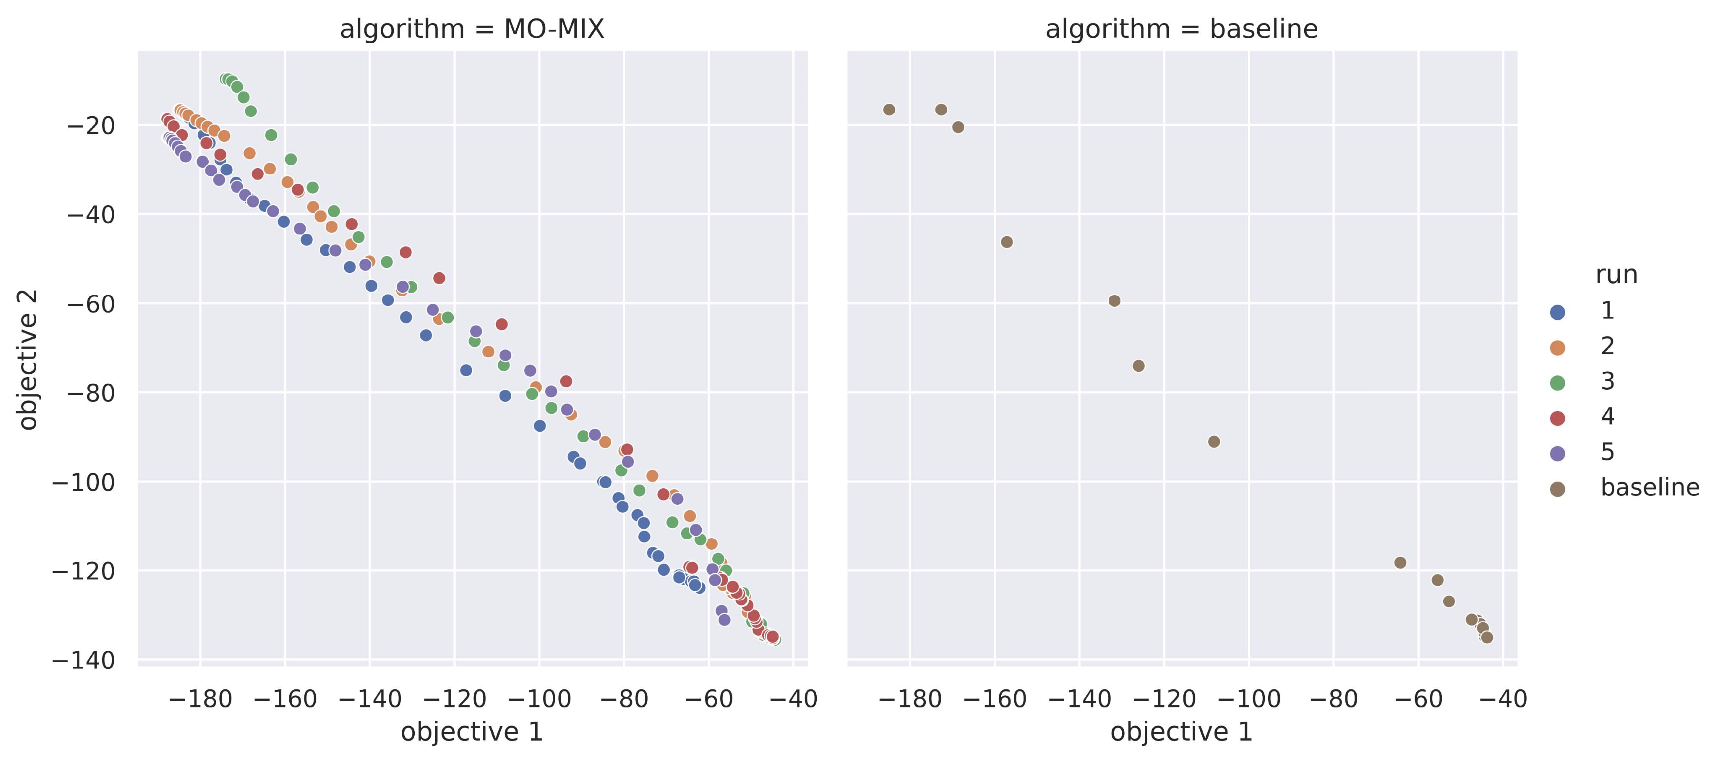 algorithm = MO-MIX
algorithm = baseline
objective 2
−20
−40
−60
−80
−100
−120
−140
−180 −160 −140 −120 −100 −80 −60 −40
objective 1
−180 −160 −140 −120 −100 −80 −60 −40
objective 1
run
1
2
3
4
5
baseline